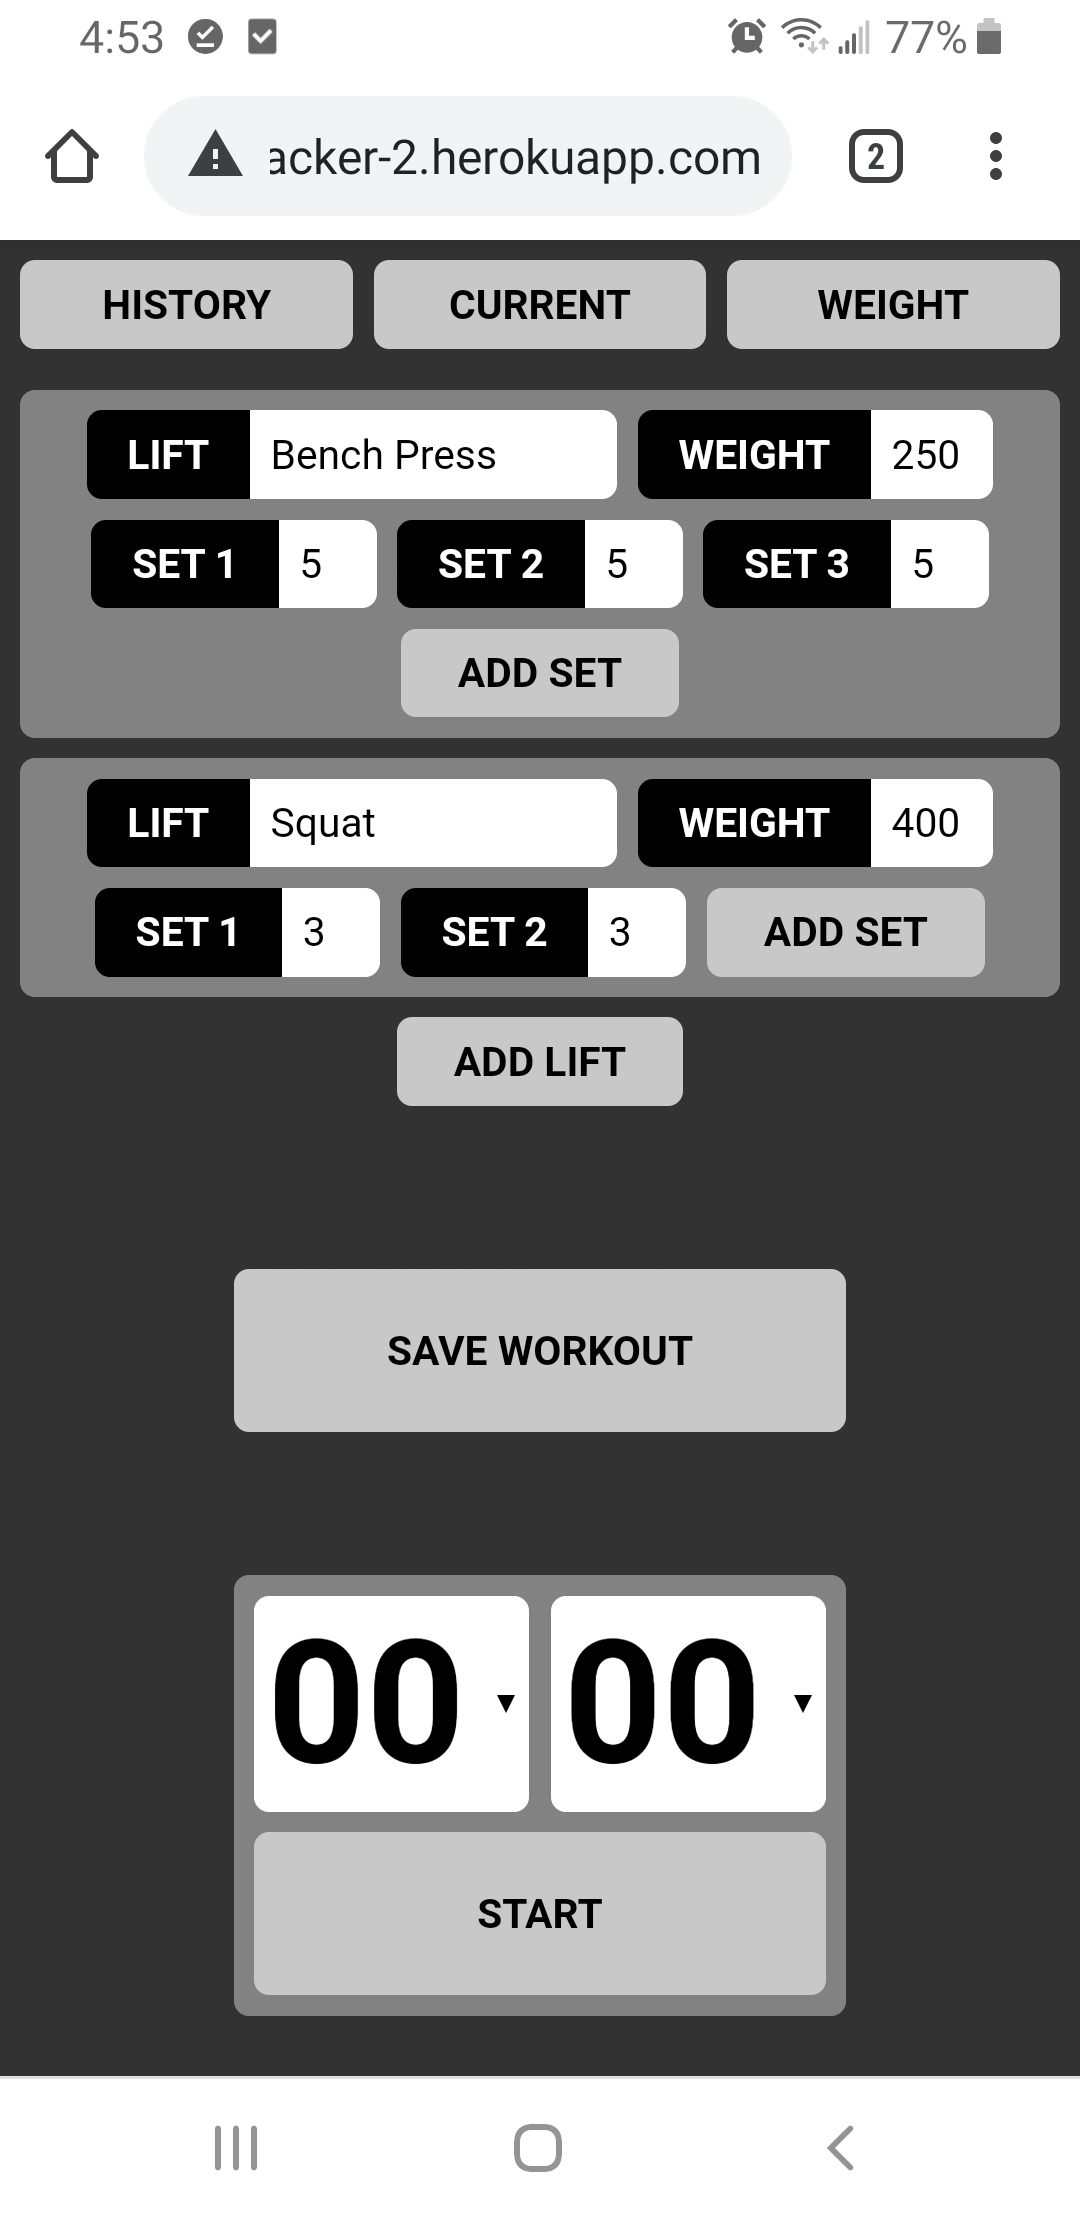 4:53 77%
acker-2.herokuapp.com 2
HISTORY CURRENT WEIGHT
LIFT Bench Press WEIGHT 250
SET 1 5 SET 2 5 SET 3 5
ADD SET
LIFT Squat WEIGHT 400
SET 1 3 SET 2 3 ADD SET
ADD LIFT
SAVE WORKOUT
00 00
START